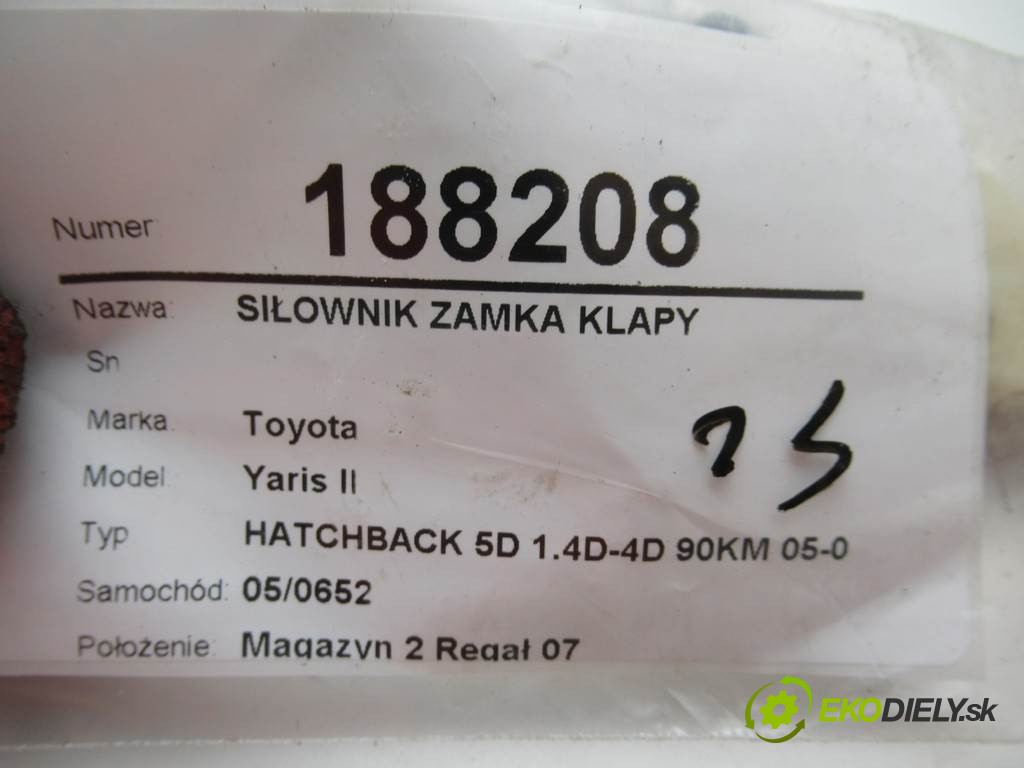 Numer: 188208
Nazwa: SIŁOWNIK ZAMKA KLAPY
Sn
Marka Toyota
Model Yaris II
25
Typ HATCHBACK 5D 1.4D-4D 90KM 05-0
Samochód: 05/0652
Położenie: Magazyn 2 Regał 07
EKODIELY.sk